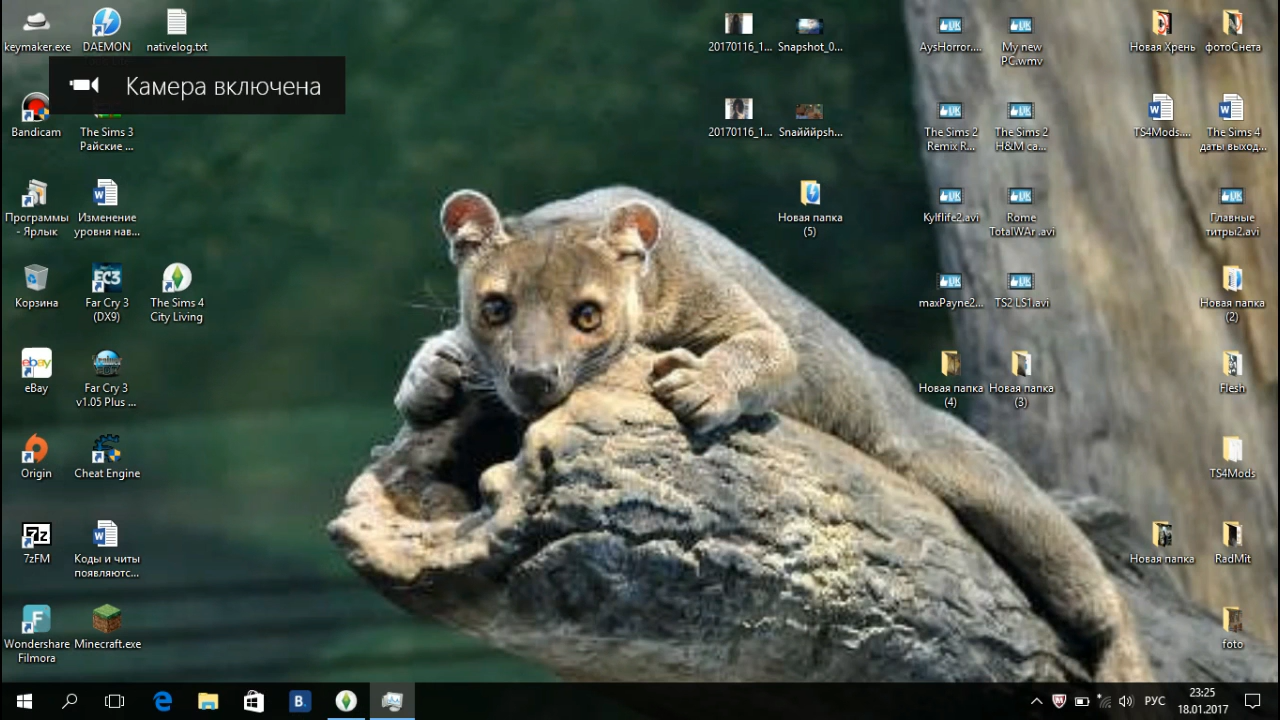 keymaker.exe
DAEMON
nativelog.txt
Камера включена
Bandicam
The Sims 3
Райские ...
Программы
- Ярлык
Изменение
уровня нав...
Корзина
Far Cry 3
(DX9)
The Sims 4
City Living
eBay
Far Cry 3
v1.05 Plus ...
Origin
Cheat Engine
7zFM
Коды и читы
появляютс...
Wondershare
Filmora
Minecraft.exe
20170116_1...
Snapshot_0...
20170116_1...
Snaйййpsh...
Новая папка
(5)
AysHorror....
My new
PC.wmv
The Sims 2
Remix R...
The Sims 2
H&M ca...
Kylflife2.avi
Rome
TotalWAr .avi
maxPayne2...
TS2 LS1.avi
Новая папка
(4)
Новая папка
(3)
Новая Хрень
фотоСнета
TS4Mods....
The Sims 4
даты выход...
Главные
титры2.avi
Новая папка
(2)
Flesh
TS4Mods
Новая папка
RadMit
foto
РУС
23:25
18.01.2017